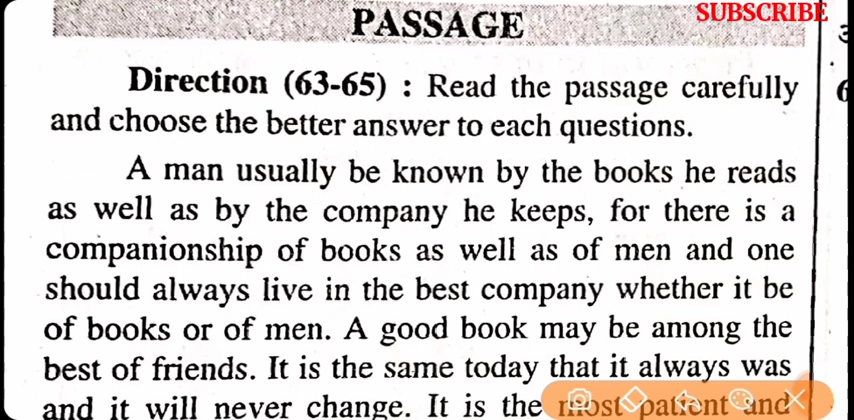 SUBSCRIBE
PASSAGE
Direction (63-65) : Read the passage carefully
and choose the better answer to each questions.
A man usually be known by the books he reads
as well as by the company he keeps, for there is a
companionship of books as well as of men and one
should always live in the best company whether it be
of books or of men. A good book may be among the
best of friends. It is the same today that it always was
and it will never change. It is the most patient and